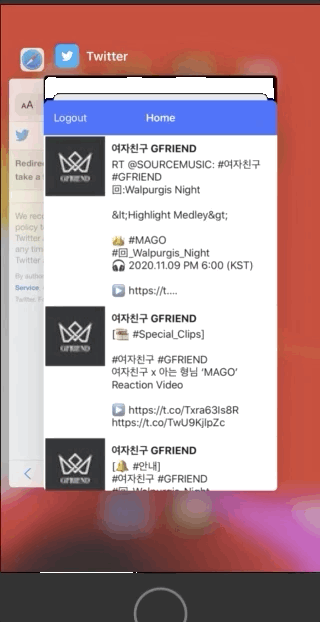 Twitter
AA
Logout
Home
Redire
take a
We reco
policy t
Twitter
any tim
Twitter
By autho
Service
Twitter. Fo
여자친구 GFRIEND
RT @SOURCEMUSIC: #여자친구
#GFRIEND
回:Walpurgis Night
&lt;Highlight Medley&gt;
👑 #MAGO
#回_Walpurgis_Night
🎧 2020.11.09 PM 6:00 (KST)
▶️ https://t....
GFRIEND
여자친구 GFRIEND
[🎬 #Special_Clips]
#여자친구 #GFRIEND
여자친구 x 아는 형님 ‘MAGO’
Reaction Video
▶️ https://t.co/Txra63Is8R
https://t.co/TwU9KjlpZc
GFRIEND
여자친구 GFRIEND
[🔔 #안내]
#여자친구 #GFRIEND
#回_Walpurgis_Night
GFRIEND